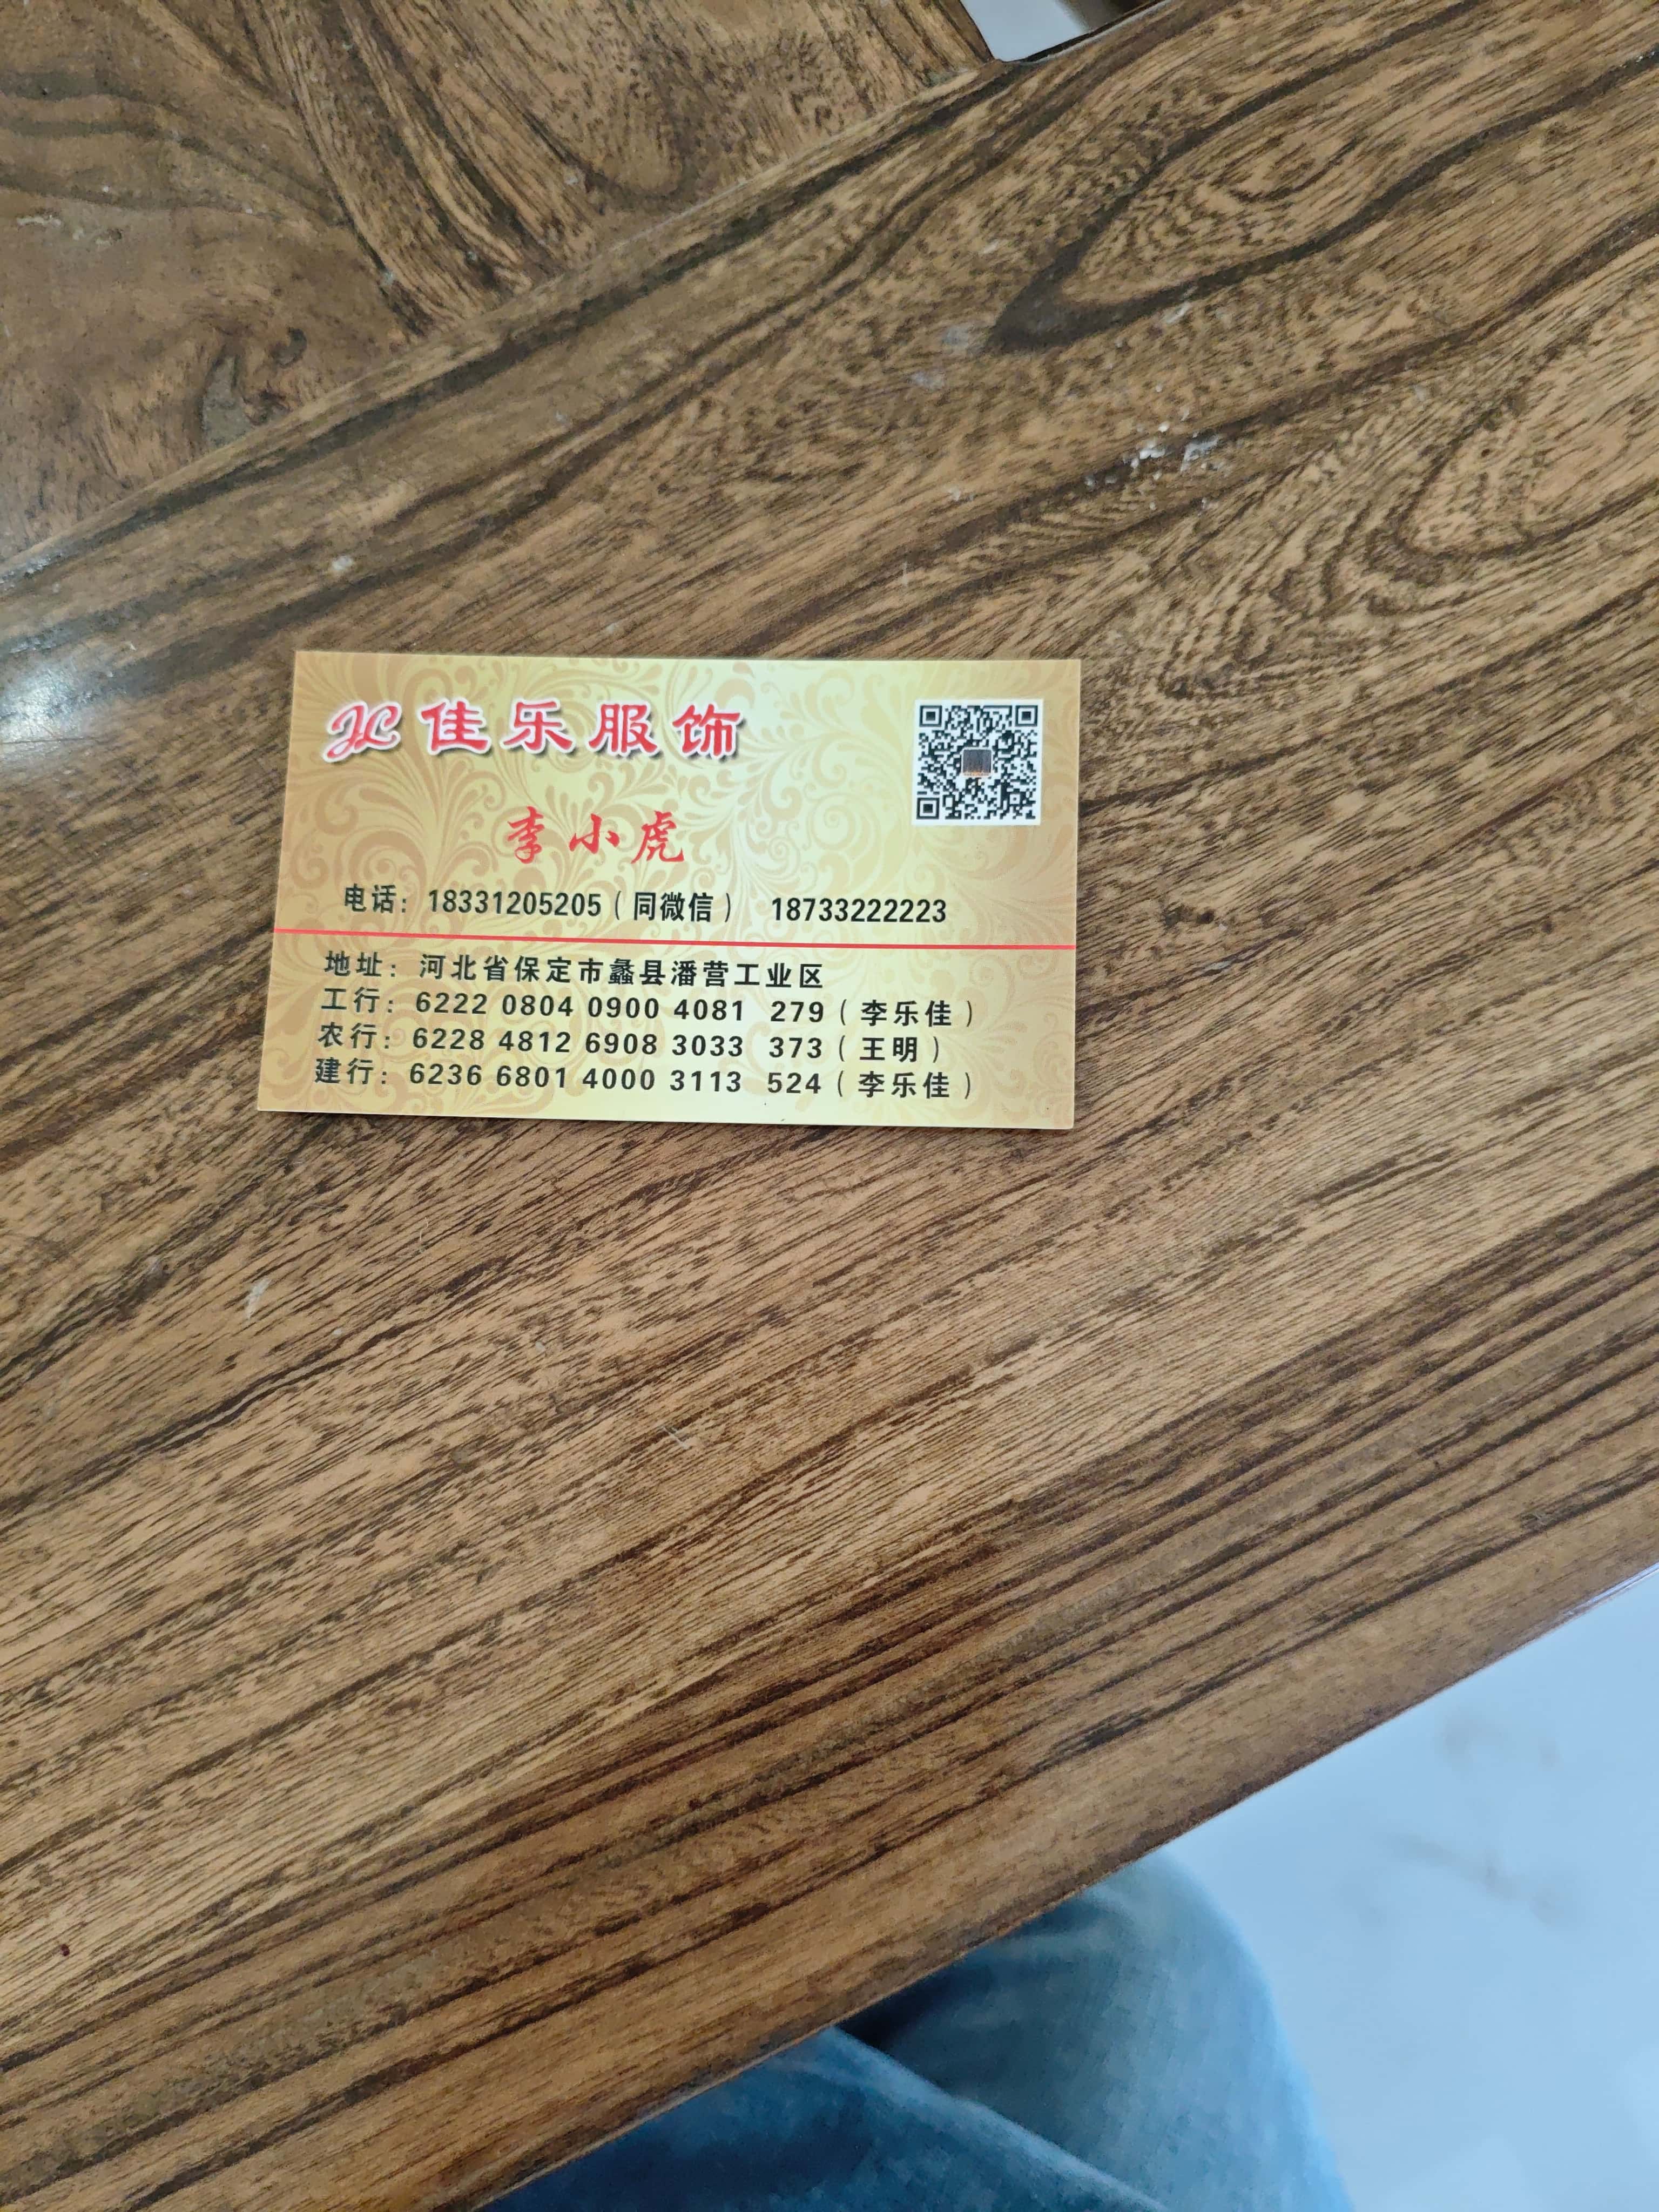 JL 佳乐服饰
李小虎
电话：18331205205（同微信） 18733222223
地址：河北省保定市蠡县潘营工业区
工行：6222 0804 0900 4081 279（李乐佳）
农行：6228 4812 6908 3033 373（王明）
建行：6236 6801 4000 3113 524（李乐佳）